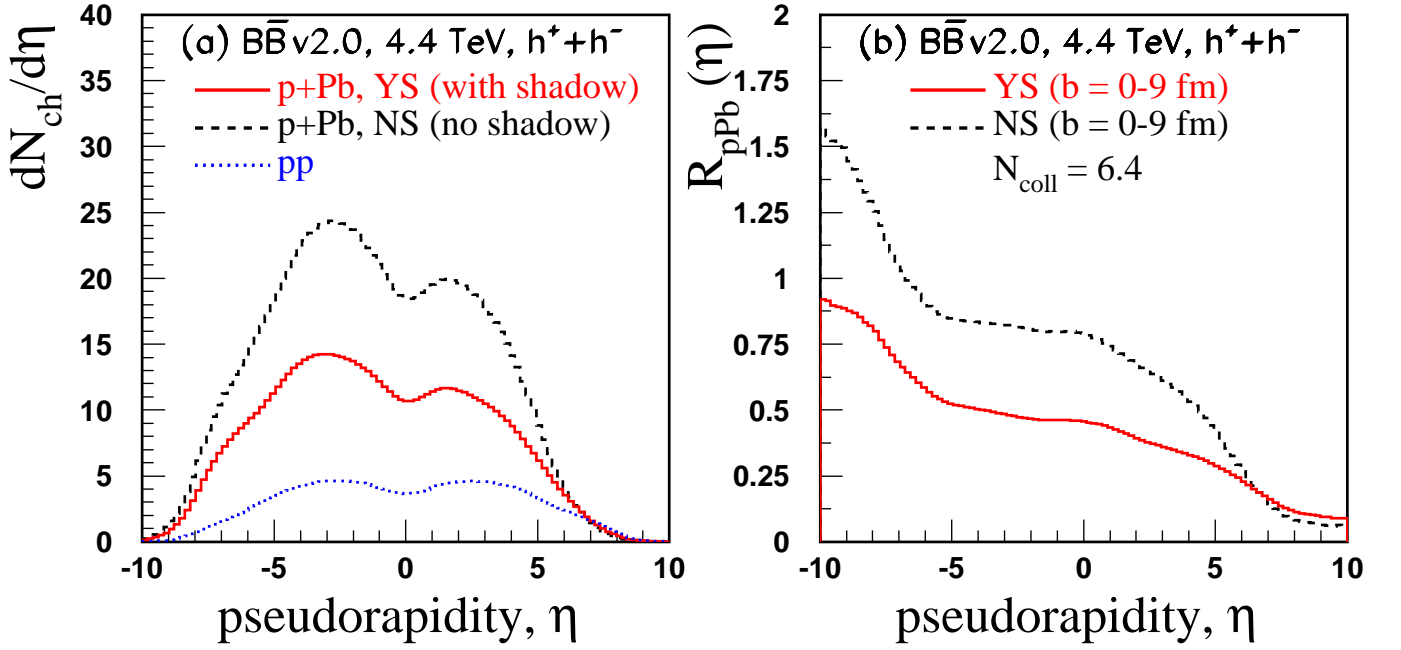 (a) BB̅ v2.0, 4.4 TeV, h⁺+h⁻
p+Pb, YS (with shadow)
p+Pb, NS (no shadow)
pp
dN_ch/dη
40
35
30
25
20
15
10
5
0
-10
-5
0
5
10
pseudorapidity, η
(b) BB̅ v2.0, 4.4 TeV, h⁺+h⁻
YS (b = 0-9 fm)
NS (b = 0-9 fm)
N_coll = 6.4
R_pPb (η)
2
1.75
1.5
1.25
1
0.75
0.5
0.25
0
-10
-5
0
5
10
pseudorapidity, η